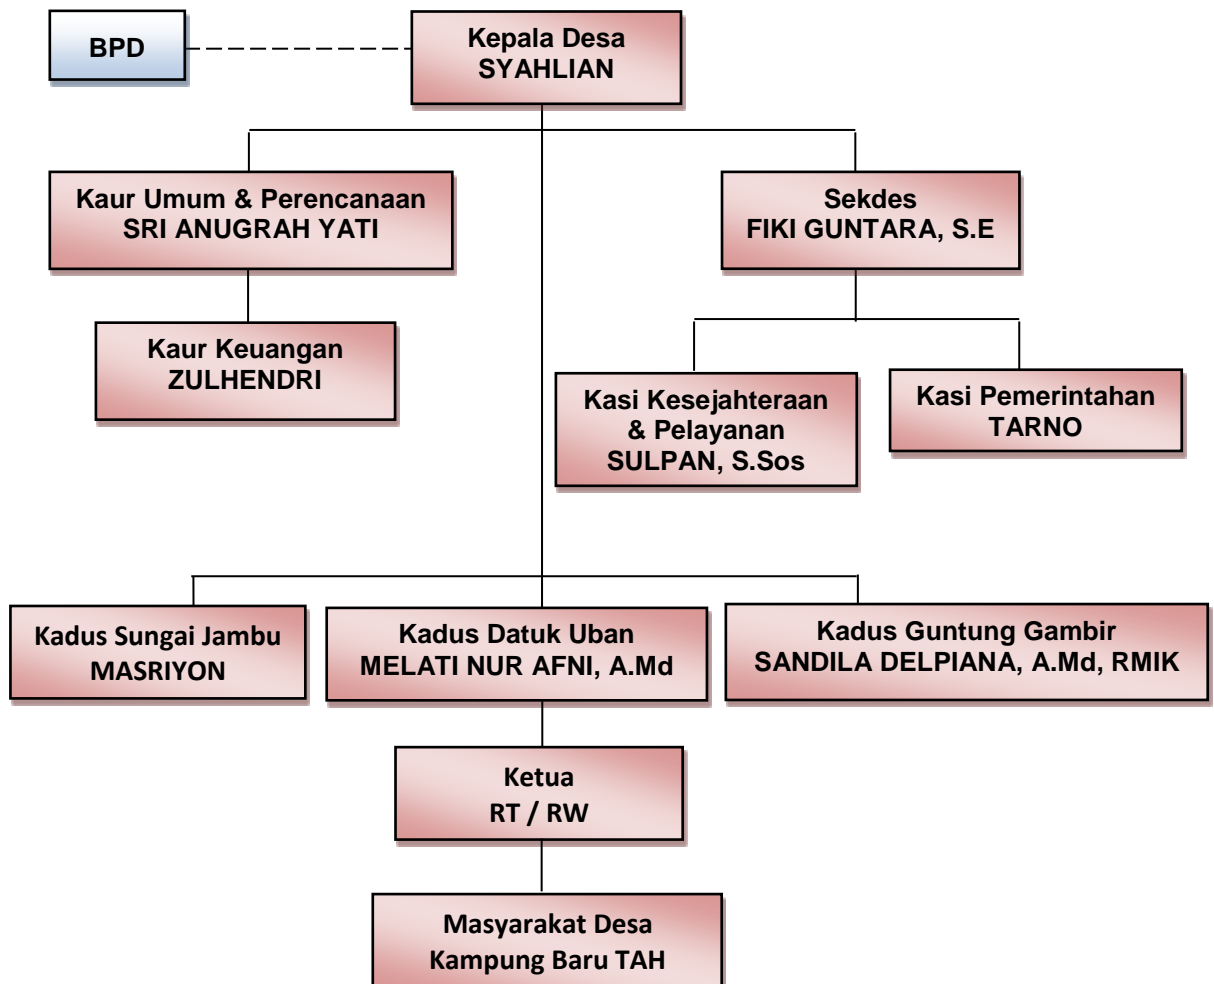 BPD
Kepala Desa
SYAHLIAN
Kaur Umum & Perencanaan
SRI ANUGRAH YATI
Sekdes
FIKI GUNTARA, S.E
Kaur Keuangan
ZULHENDRI
Kasi Kesejahteraan
& Pelayanan
SULPAN, S.Sos
Kasi Pemerintahan
TARNO
Kadus Sungai Jambu
MASRIYON
Kadus Datuk Uban
MELATI NUR AFNI, A.Md
Kadus Guntung Gambir
SANDILA DELPIANA, A.Md, RMIK
Ketua
RT / RW
Masyarakat Desa
Kampung Baru TAH